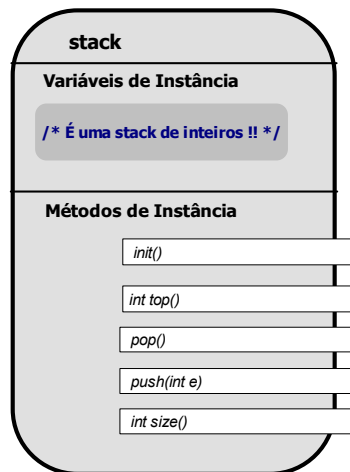 stack
Variáveis de Instância
/* É uma stack de inteiros !! */
Métodos de Instância
init()
int top()
pop()
push(int e)
int size()